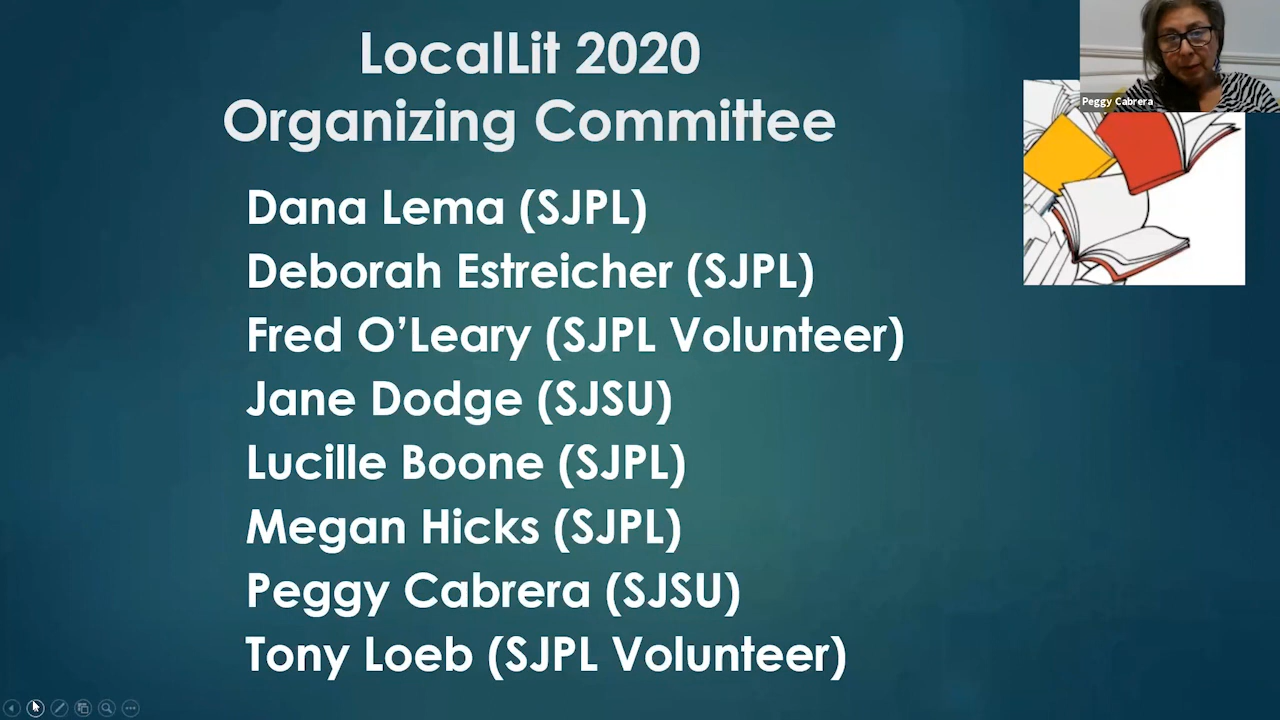 LocalLit 2020
Organizing Committee
Peggy Cabrera
Dana Lema (SJPL)
Deborah Estreicher (SJPL)
Fred O’Leary (SJPL Volunteer)
Jane Dodge (SJSU)
Lucille Boone (SJPL)
Megan Hicks (SJPL)
Peggy Cabrera (SJSU)
Tony Loeb (SJPL Volunteer)